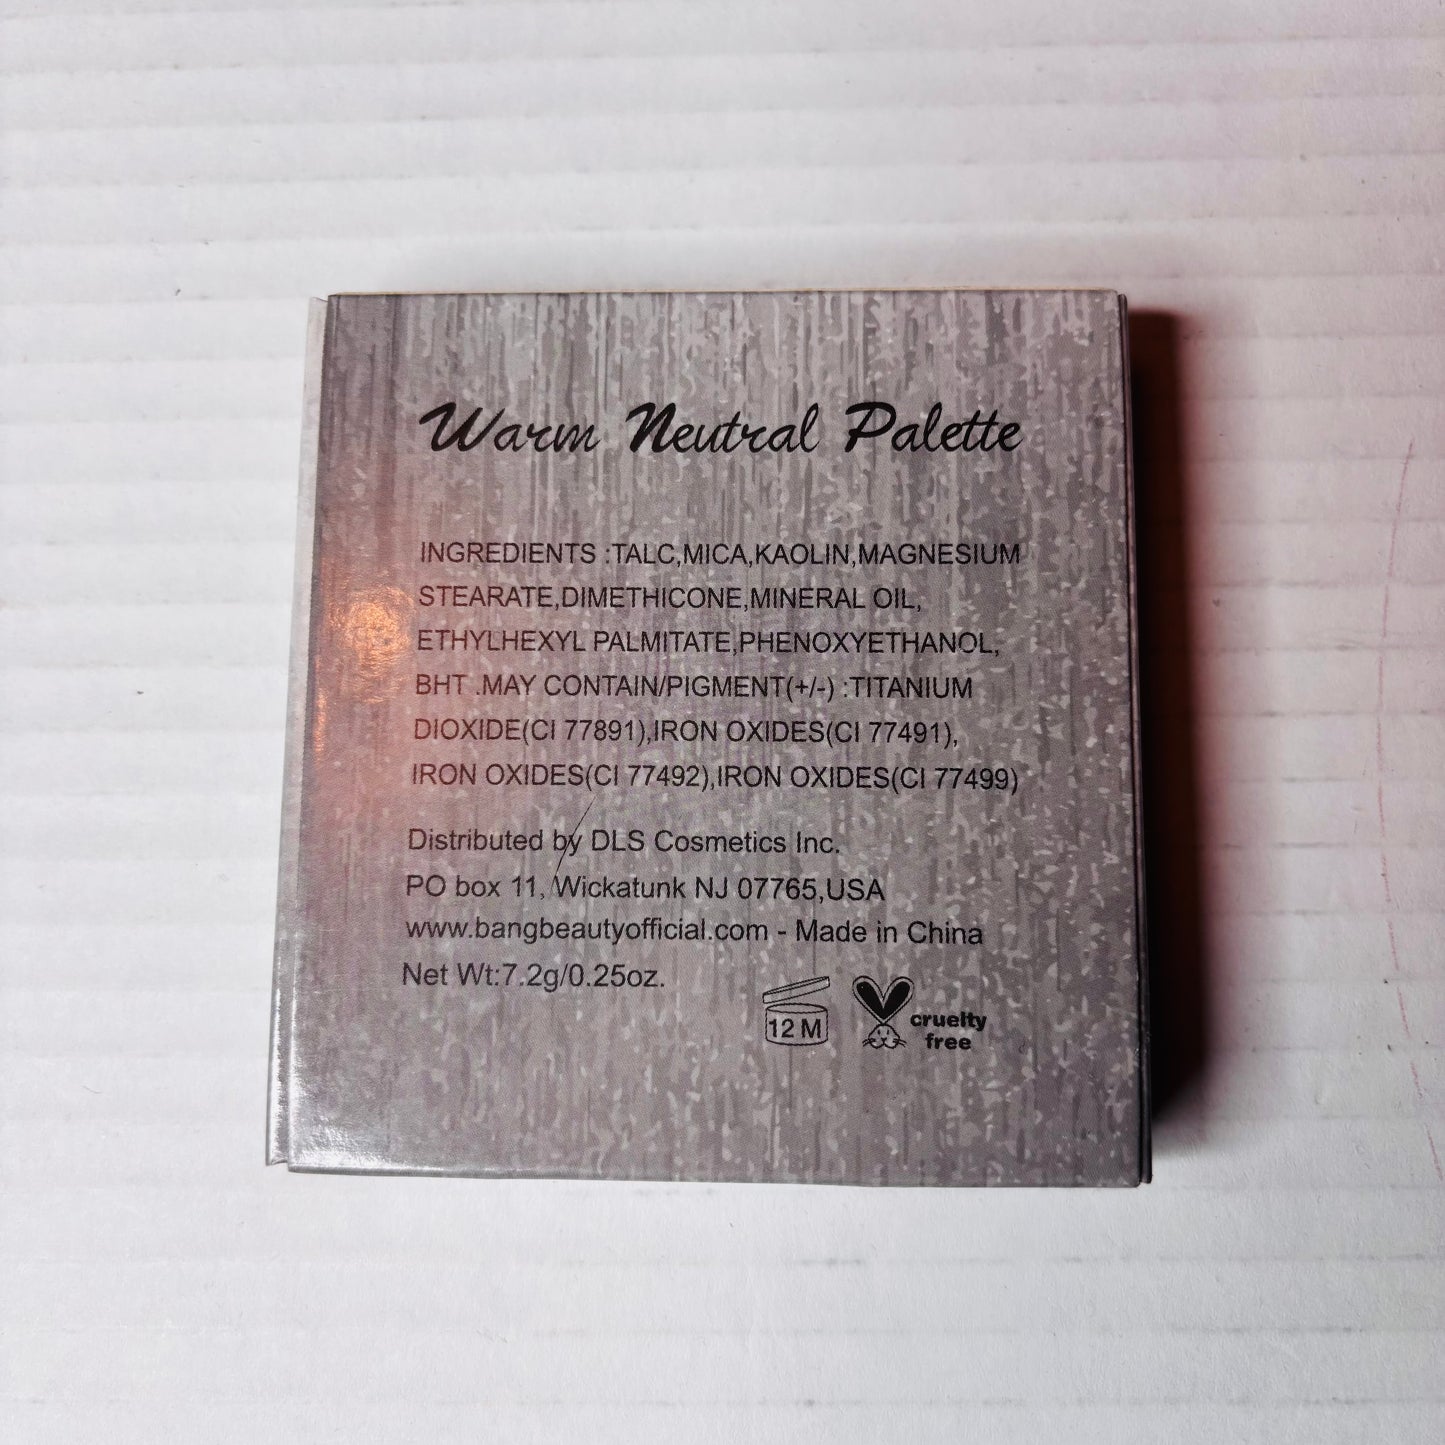 Warm Neutral Palette
INGREDIENTS :TALC,MICA,KAOLIN,MAGNESIUM
STEARATE,DIMETHICONE,MINERAL OIL,
ETHYLHEXYL PALMITATE,PHENOXYETHANOL,
BHT .MAY CONTAIN/PIGMENT(+/-) :TITANIUM
DIOXIDE(CI 77891),IRON OXIDES(CI 77491),
IRON OXIDES(CI 77492),IRON OXIDES(CI 77499)
Distributed by DLS Cosmetics Inc.
PO box 11, Wickatunk NJ 07765,USA
www.bangbeautyofficial.com - Made in China
Net Wt:7.2g/0.25oz.
12 M
cruelty
free